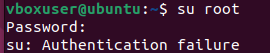 vboxuser@ubuntu:~$ su root
Password:
su: Authentication failure